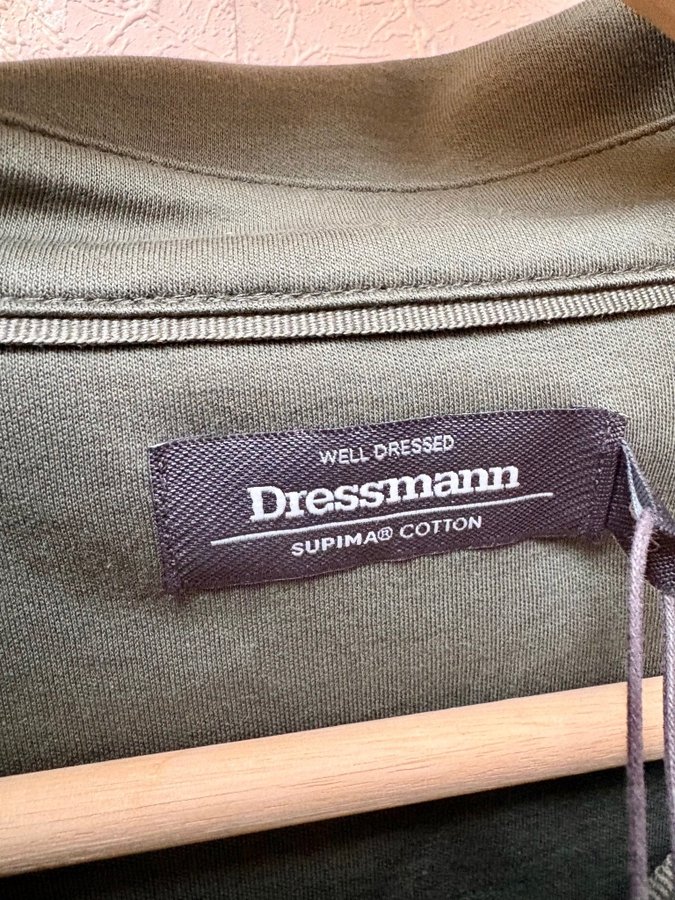 WELL DRESSED
Dressmann
SUPIMA® COTTON